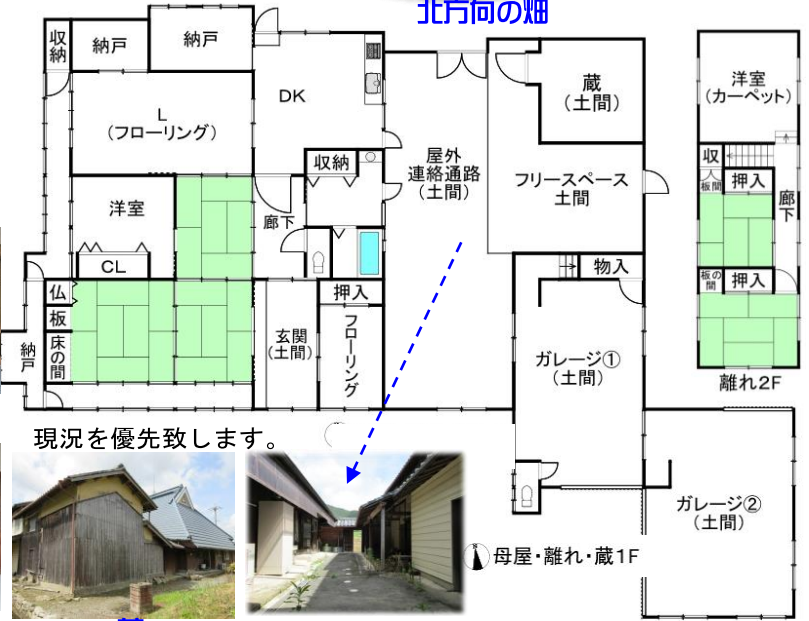 北方向の畑
収納
納戸
納戸
DK
L
(フローリング)
蔵
(土間)
洋室
(カーペット)
収納
屋外
連絡通路
(土間)
フリースペース
土間
収
板間
押入
廊下
洋室
廊下
CL
仏
板
床の間
納戸
押入
玄関
(土間)
フローリング
物入
ガレージ①
(土間)
板の間
押入
離れ2F
現況を優先致します。
ガレージ②
(土間)
N
母屋・離れ・蔵1F